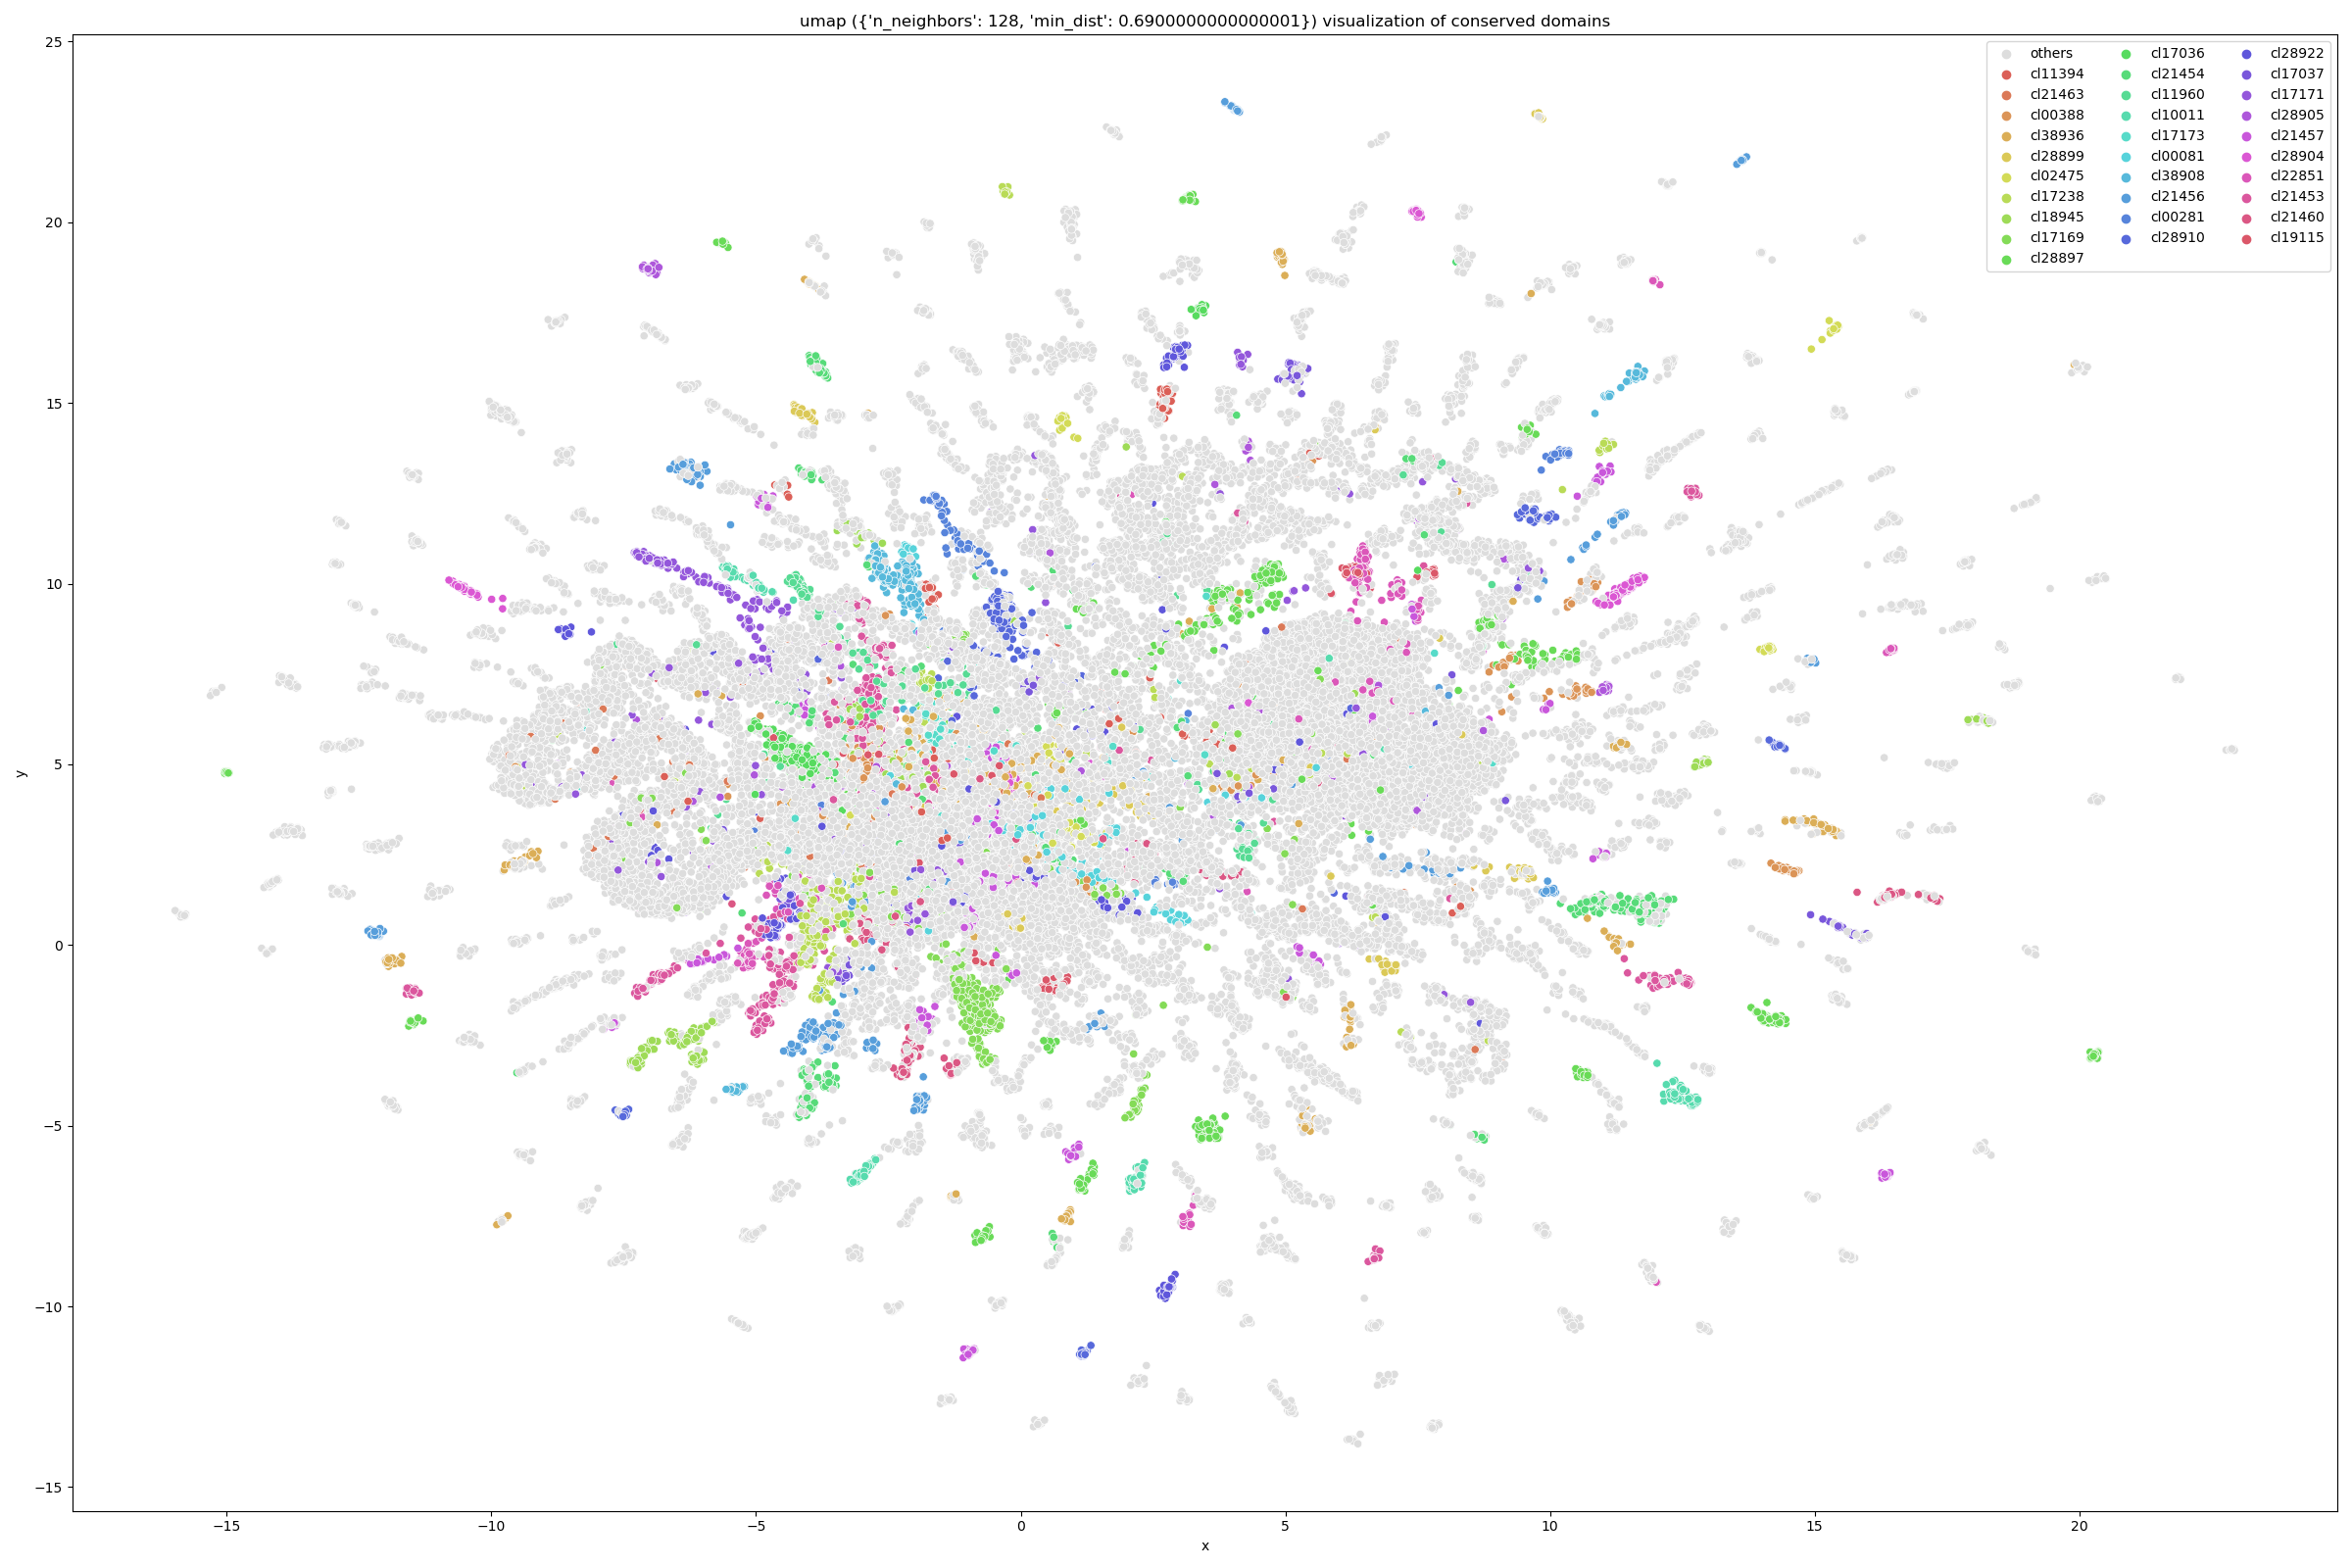 umap ({'n_neighbors': 128, 'min_dist': 0.6900000000000001}) visualization of conserved domains
others
cl11394
cl21463
cl00388
cl38936
cl28899
cl02475
cl17238
cl18945
cl17169
cl28897
cl17036
cl21454
cl11960
cl10011
cl17173
cl00081
cl38908
cl21456
cl00281
cl28910
cl28922
cl17037
cl17171
cl28905
cl21457
cl28904
cl22851
cl21453
cl21460
cl19115
25
20
15
10
5
0
−5
−10
−15
y
−15
−10
−5
0
5
10
15
20
x